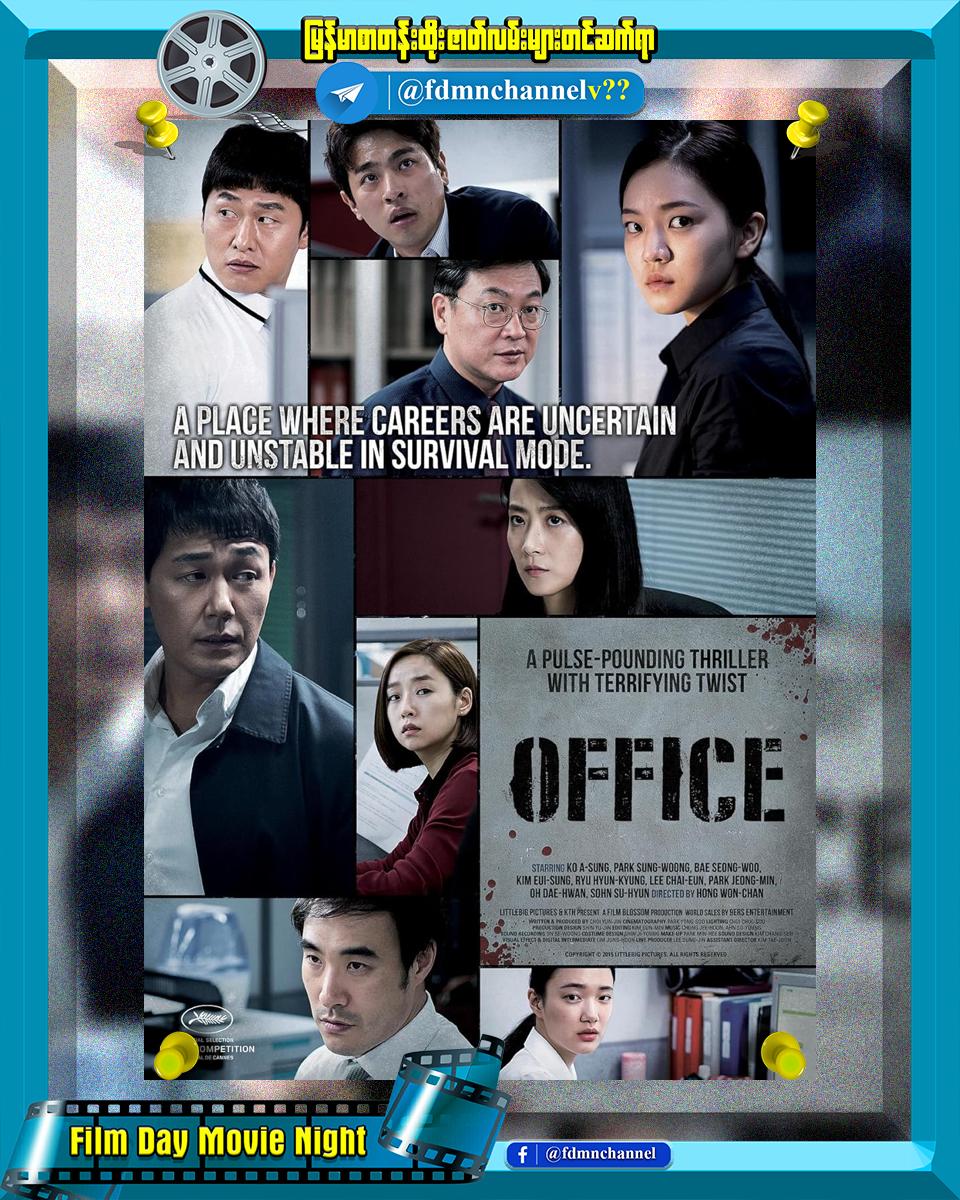 မြန်မာစာတန်းထိုးဇာတ်လမ်းများတင်ဆက်ရာ
@fdmnchannelv??
A PLACE WHERE CAREERS ARE UNCERTAIN
AND UNSTABLE IN SURVIVAL MODE.
A PULSE-POUNDING THRILLER
WITH TERRIFYING TWIST
OFFICE
STARRING KO A-SUNG, PARK SUNG-WOONG, BAE SEONG-WOO,
KIM EUI-SUNG, RYU HYUN-KYUNG, LEE CHAI-EUN, PARK JEONG-MIN,
OH DAE-HWAN, SOHN SU-HYUN DIRECTED BY HONG WON-CHAN
LITTLEBIG PICTURES & KTH PRESENT A FILM BLOSSOM PRODUCTION WORLD SALES BY 9ERS ENTERTAINMENT
COPYRIGHT © 2015 LITTLEBIG PICTURES. ALL RIGHTS RESERVED
Film Day Movie Night
@fdmnchannel